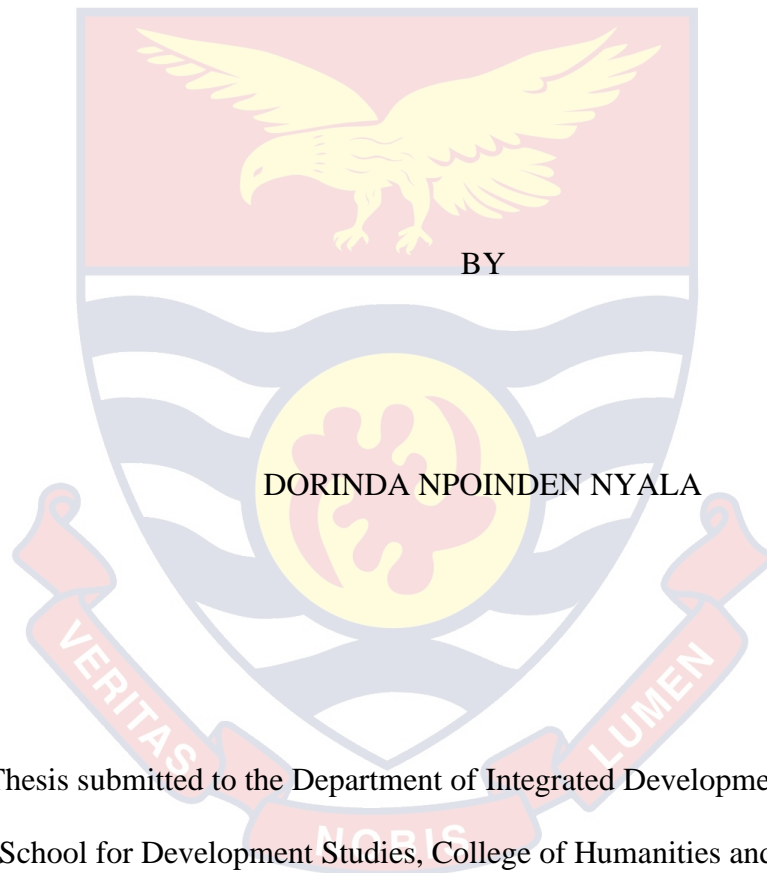 BY
DORINDA NPOINDEN NYALA
VERITAS
NOBIS
LUMEN
Thesis submitted to the Department of Integrated
School for Development Studies, College of Humanities and